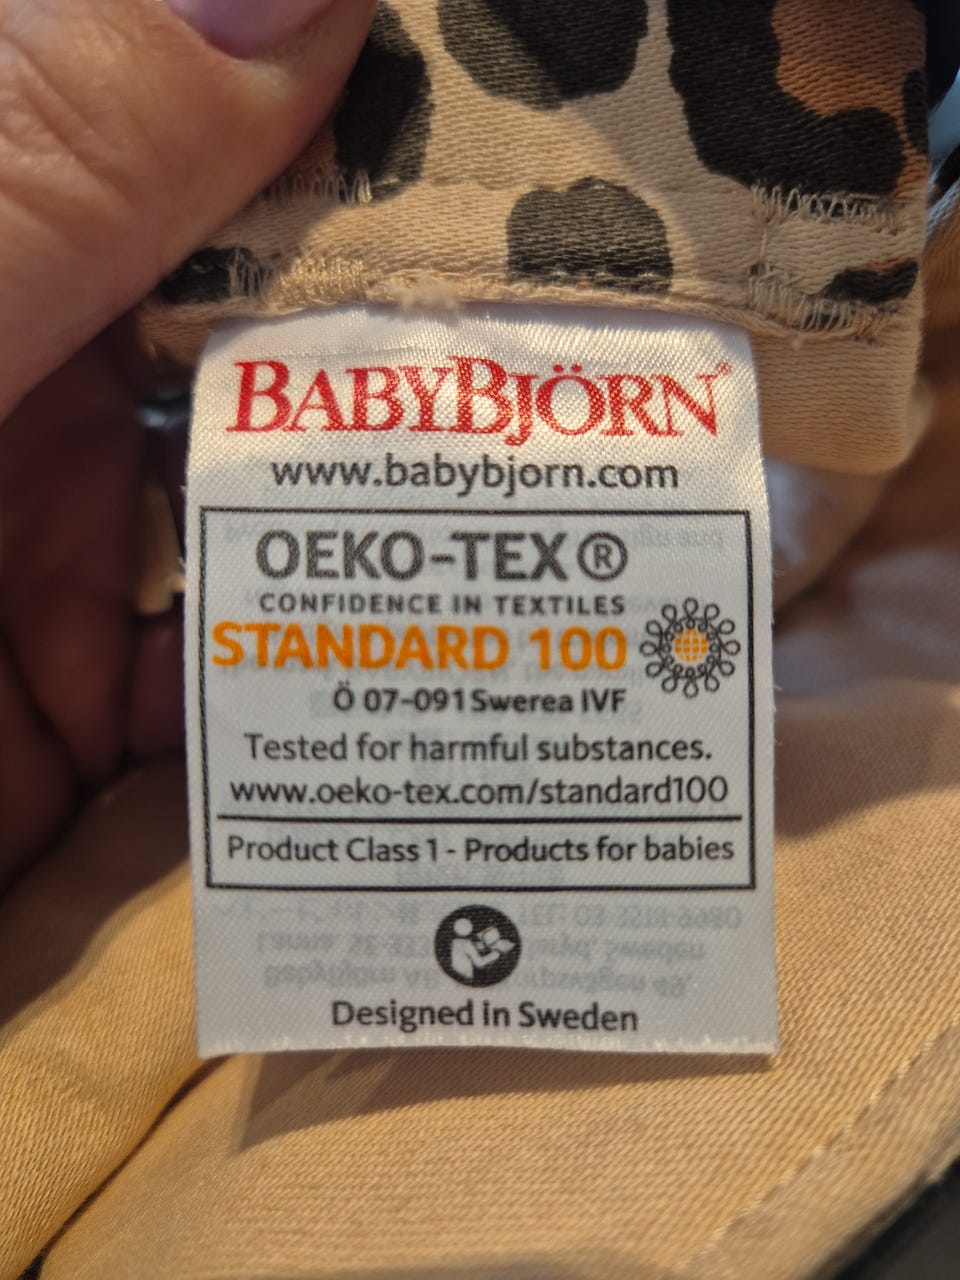 BABYBJÖRN®
www.babybjorn.com
OEKO-TEX®
CONFIDENCE IN TEXTILES
STANDARD 100
Ö 07-091 Swerea IVF
Tested for harmful substances.
www.oeko-tex.com/standard100
Product Class 1 - Products for babies
Designed in Sweden